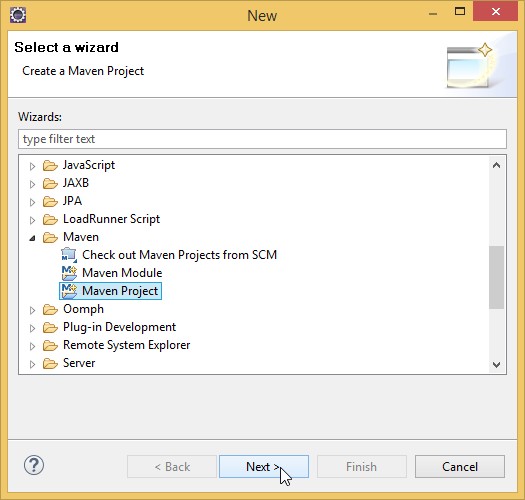 New
Select a wizard
Create a Maven Project
Wizards:
type filter text
JavaScript
JAXB
JPA
LoadRunner Script
Maven
Check out Maven Projects from SCM
Maven Module
Maven Project
Oomph
Plug-in Development
Remote System Explorer
Server
< Back Next > Finish Cancel